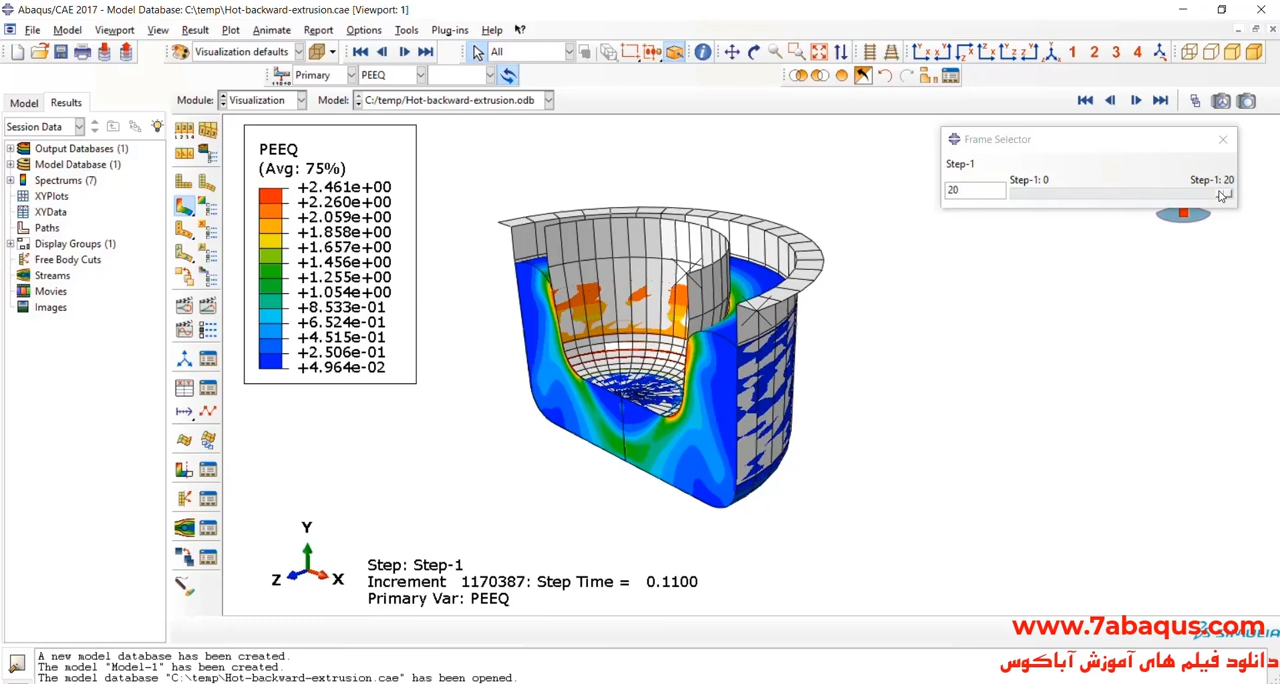 Abaqus/CAE 2017 - Model Database: C:\temp\Hot-backward-extrusion.cae [Viewport: 1]
File Model Viewport View Result Plot Animate Report Options Tools Plug-ins Help
Visualization defaults All 1 2 3 4
Primary PEEQ
Model Results Module: Visualization Model: C:/temp/Hot-backward-extrusion.odb
Session Data
Output Databases (1)
Model Database (1)
Spectrums (7)
XYPlots
XYData
Paths
Display Groups (1)
Free Body Cuts
Streams
Movies
Images
PEEQ
(Avg: 75%)
+2.461e+00
+2.260e+00
+2.059e+00
+1.858e+00
+1.657e+00
+1.456e+00
+1.255e+00
+1.054e+00
+8.533e-01
+6.524e-01
+4.515e-01
+2.506e-01
+4.964e-02
Frame Selector
Step-1
Step-1: 0 Step-1: 20
20
Y
Z X
Step: Step-1
Increment 1170387: Step Time = 0.1100
Primary Var: PEEQ
www.7abaqus.com
دانلود فیلم های آموزش آباکوس
A new model database has been created.
The model "Model-1" has been created.
The model database "C:\temp\Hot-backward-extrusion.cae" has been opened.